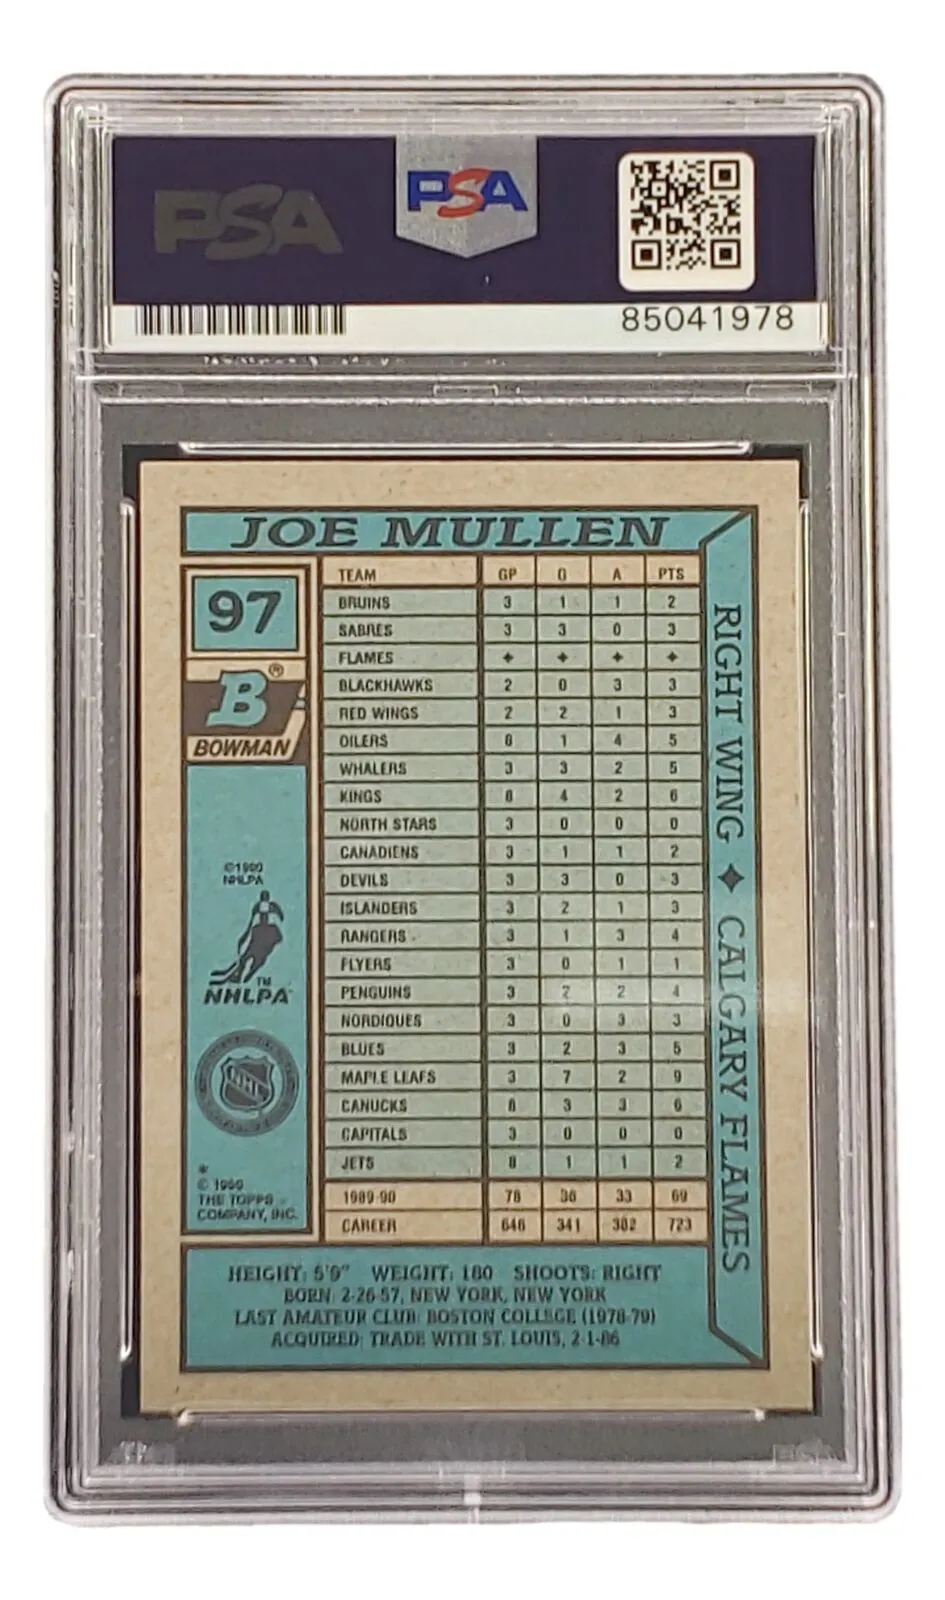 PSA
PSA
85041978
JOE MULLEN
97
B®
BOWMAN
©1990
NHLPA
TM
NHLPA
NHL
*
© 1990
THE TOPPS
COMPANY, INC.
TEAM GP G A PTS
BRUINS 3 1 1 2
SABRES 3 3 0 3
FLAMES ✦ ✦ ✦ ✦
BLACKHAWKS 2 0 3 3
RED WINGS 2 2 1 3
OILERS 8 1 4 5
WHALERS 3 3 2 5
KINGS 8 4 2 6
NORTH STARS 3 0 0 0
CANADIENS 3 1 1 2
DEVILS 3 3 0 3
ISLANDERS 3 2 1 3
RANGERS 3 1 3 4
FLYERS 3 0 1 1
PENGUINS 3 2 2 4
NORDIQUES 3 0 3 3
BLUES 3 2 3 5
MAPLE LEAFS 3 7 2 9
CANUCKS 8 3 3 6
CAPITALS 3 0 0 0
JETS 8 1 1 2
1989-90 78 36 33 69
CAREER 646 341 382 723
RIGHT WING ✦ CALGARY FLAMES
HEIGHT: 5'9" WEIGHT: 180 SHOOTS: RIGHT
BORN: 2-26-57, NEW YORK, NEW YORK
LAST AMATEUR CLUB: BOSTON COLLEGE (1978-79)
ACQUIRED: TRADE WITH ST. LOUIS, 2-1-86